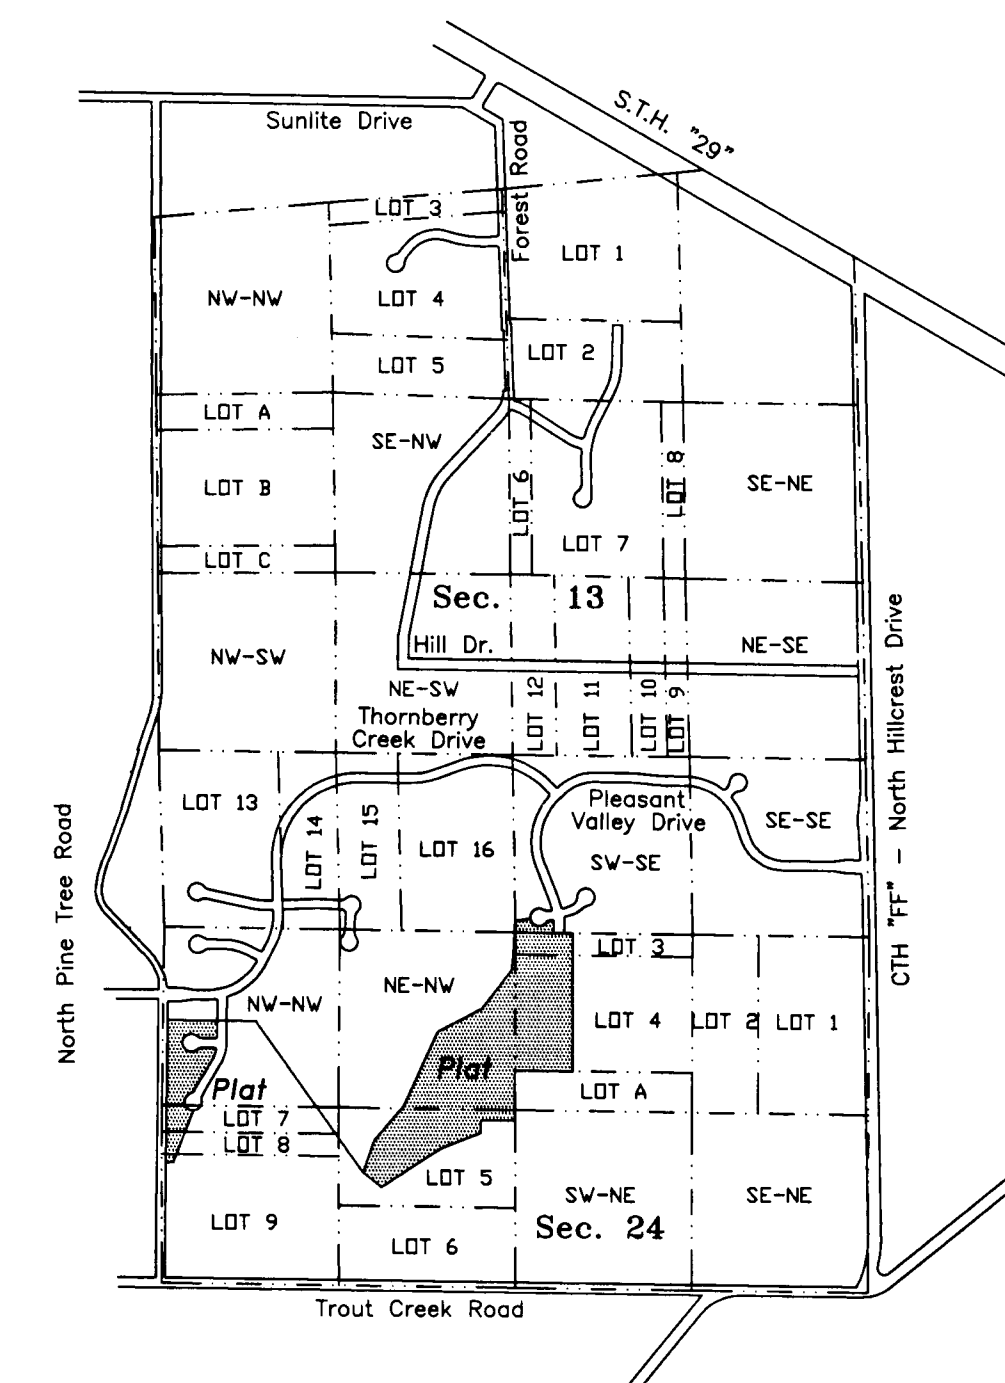 S.T.H. "29"
Sunlite Drive
Forest Road
LOT 3
LOT 1
NW-NW
LOT 4
LOT 2
LOT 5
LOT A
SE-NW
LOT B
LOT 6
LOT 8
SE-NE
LOT 7
LOT C
Sec. 13
Hill Dr.
NE-SE
NW-SW
NE-SW
LOT 12
LOT 11
LOT 10
LOT 9
Thornberry
Creek Drive
CTH "FF" - North Hillcrest Drive
LOT 13
LOT 14
LOT 15
LOT 16
Pleasant
Valley Drive
SE-SE
SW-SE
North Pine Tree Road
LOT 3
NE-NW
NW-NW
LOT 4
LOT 2
LOT 1
Plat
Plat
LOT A
LOT 7
LOT 8
LOT 5
SW-NE
SE-NE
LOT 9
Sec. 24
LOT 6
Trout Creek Road